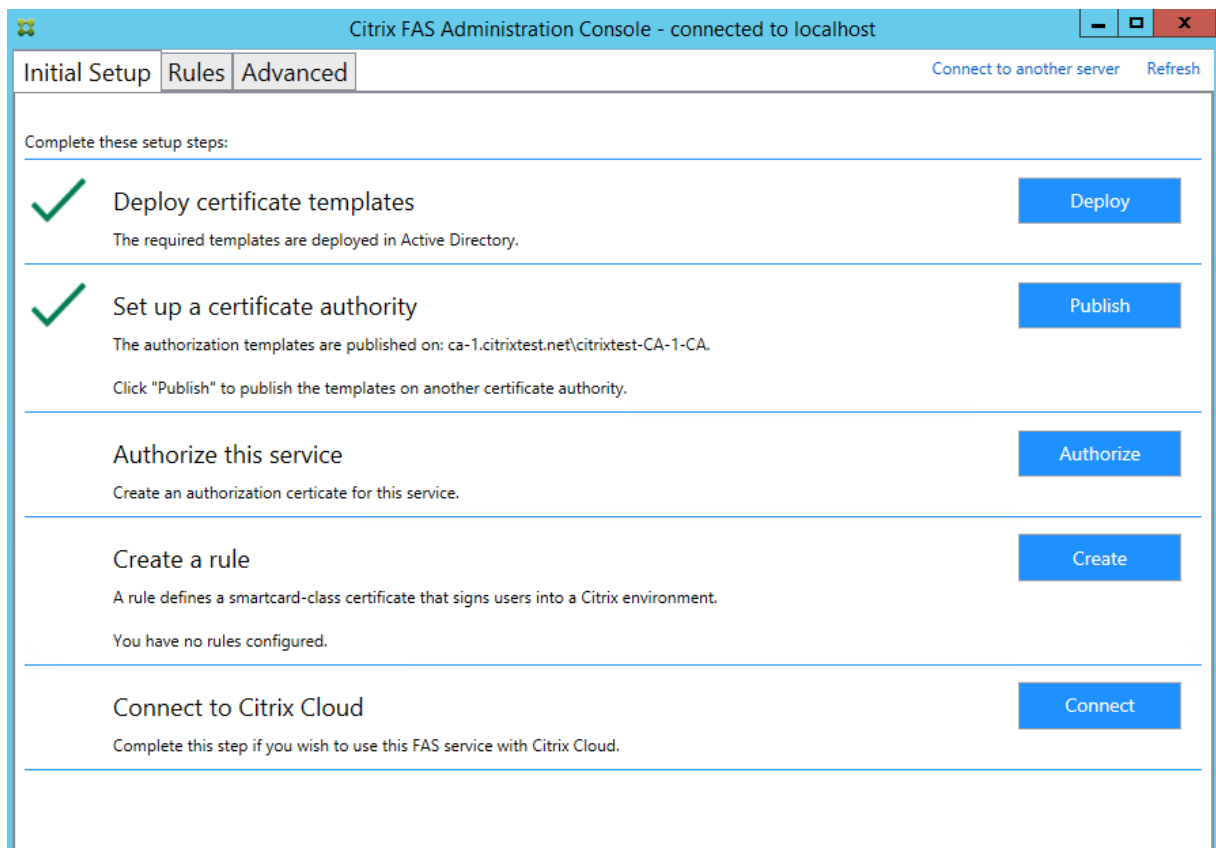 Citrix FAS Administration Console - connected to localhost
Initial Setup Rules Advanced Connect to another server Refresh
Complete these setup steps:
Deploy certificate templates Deploy
The required templates are deployed in Active Directory.
Set up a certificate authority Publish
The authorization templates are published on: ca-1.citrixtest.net\citrixtest-CA-1-CA.
Click "Publish" to publish the templates on another certificate authority.
Authorize this service Authorize
Create an authorization certicate for this service.
Create a rule Create
A rule defines a smartcard-class certificate that signs users into a Citrix environment.
You have no rules configured.
Connect to Citrix Cloud Connect
Complete this step if you wish to use this FAS service with Citrix Cloud.